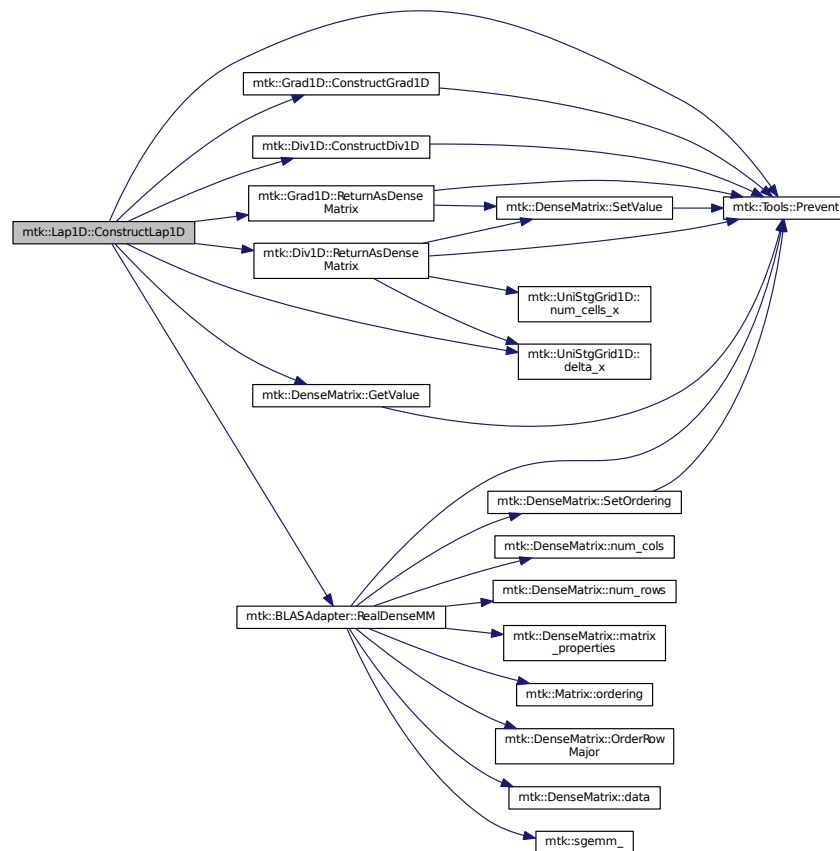 mtk::Grad1D::ConstructGrad1D
mtk::Div1D::ConstructDiv1D
mtk::Grad1D::ReturnAsDense
Matrix
mtk::DenseMatrix::SetValue
mtk::Tools::Prevent
mtk::Lap1D::ConstructLap1D
mtk::Div1D::ReturnAsDense
Matrix
mtk::UniStgGrid1D::
num_cells_x
mtk::UniStgGrid1D::
delta_x
mtk::DenseMatrix::GetValue
mtk::DenseMatrix::SetOrdering
mtk::DenseMatrix::num_cols
mtk::DenseMatrix::num_rows
mtk::BLASAdapter::RealDenseMM
mtk::DenseMatrix::matrix
_properties
mtk::Matrix::ordering
mtk::DenseMatrix::OrderRow
Major
mtk::DenseMatrix::data
mtk::sgemm_